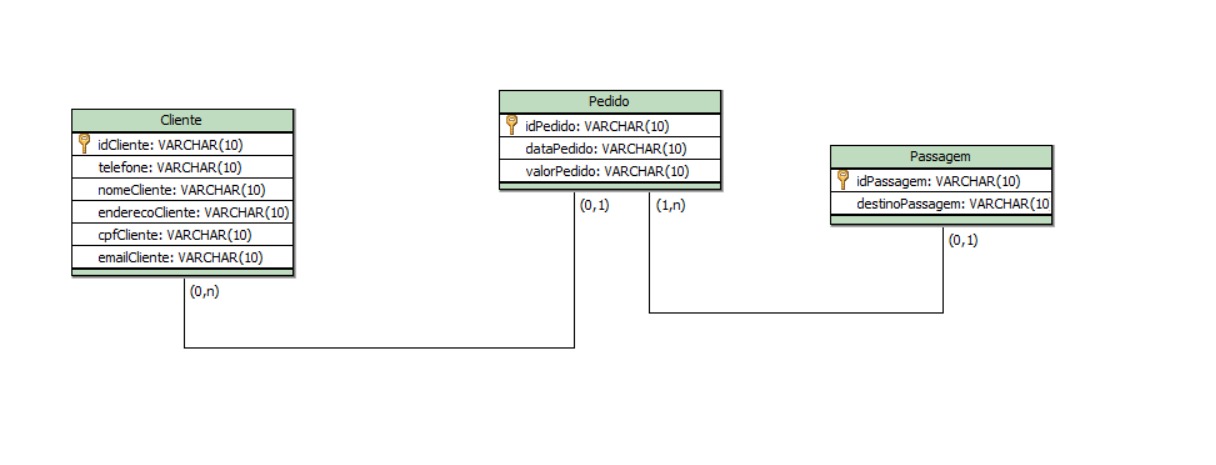 Cliente
idCliente: VARCHAR(10)
telefone: VARCHAR(10)
nomeCliente: VARCHAR(10)
enderecoCliente: VARCHAR(10)
cpfCliente: VARCHAR(10)
emailCliente: VARCHAR(10)
(0,n)
Pedido
idPedido: VARCHAR(10)
dataPedido: VARCHAR(10)
valorPedido: VARCHAR(10)
(0,1)
(1,n)
Passagem
idPassagem: VARCHAR(10)
destinoPassagem: VARCHAR(10
(0,1)